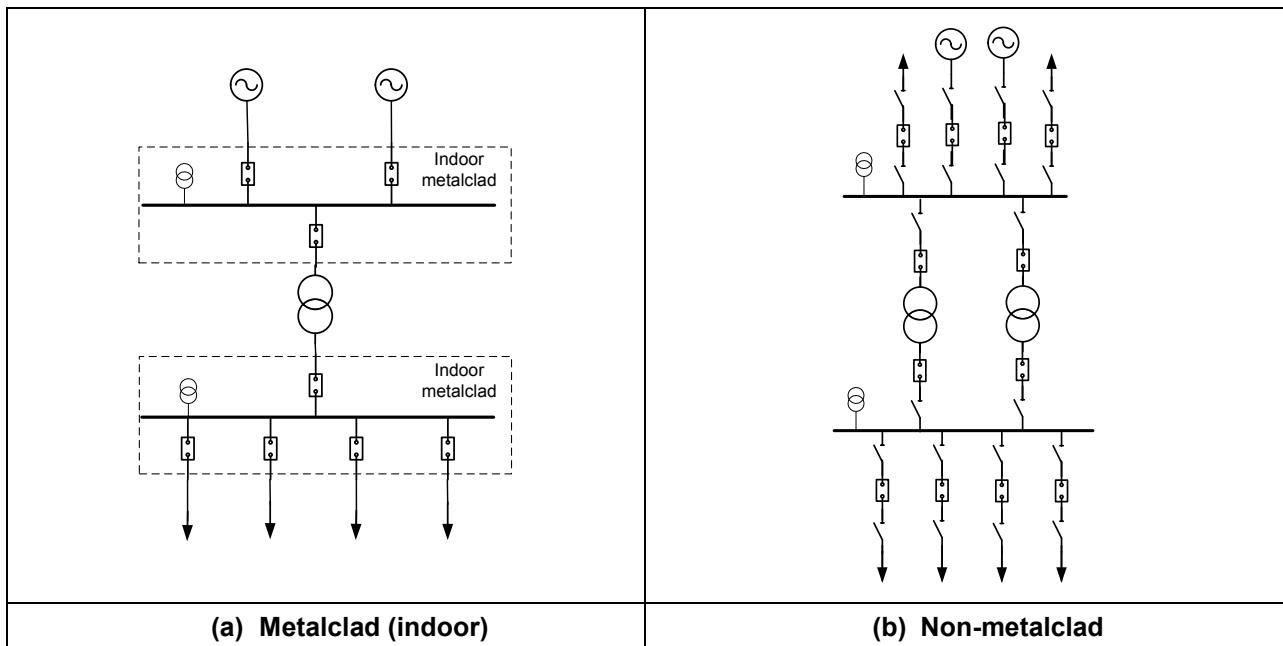 Indoor
metalclad
Indoor
metalclad
(a) Metalclad (indoor)
(b) Non-metalclad